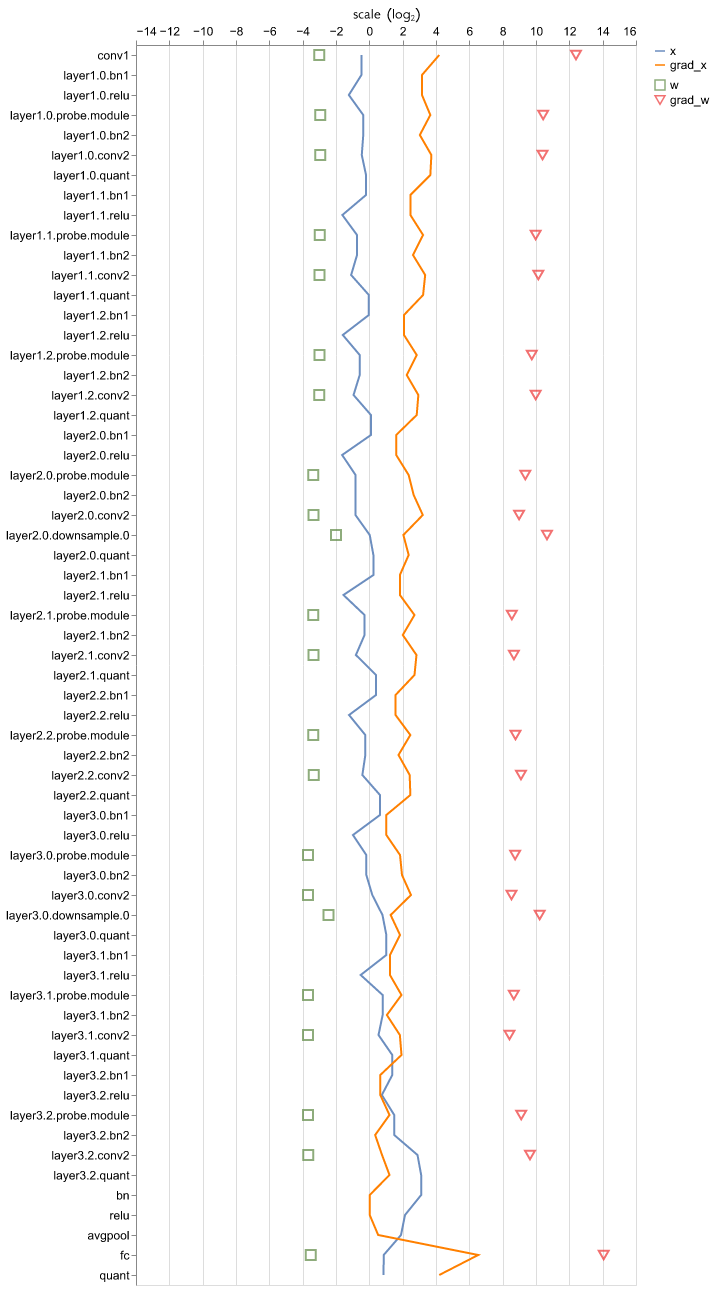 scale (log₂)
−14 −12 −10 −8 −6 −4 −2 0 2 4 6 8 10 12 14 16
conv1
layer1.0.bn1
layer1.0.relu
layer1.0.probe.module
layer1.0.bn2
layer1.0.conv2
layer1.0.quant
layer1.1.bn1
layer1.1.relu
layer1.1.probe.module
layer1.1.bn2
layer1.1.conv2
layer1.1.quant
layer1.2.bn1
layer1.2.relu
layer1.2.probe.module
layer1.2.bn2
layer1.2.conv2
layer1.2.quant
layer2.0.bn1
layer2.0.relu
layer2.0.probe.module
layer2.0.bn2
layer2.0.conv2
layer2.0.downsample.0
layer2.0.quant
layer2.1.bn1
layer2.1.relu
layer2.1.probe.module
layer2.1.bn2
layer2.1.conv2
layer2.1.quant
layer2.2.bn1
layer2.2.relu
layer2.2.probe.module
layer2.2.bn2
layer2.2.conv2
layer2.2.quant
layer3.0.bn1
layer3.0.relu
layer3.0.probe.module
layer3.0.bn2
layer3.0.conv2
layer3.0.downsample.0
layer3.0.quant
layer3.1.bn1
layer3.1.relu
layer3.1.probe.module
layer3.1.bn2
layer3.1.conv2
layer3.1.quant
layer3.2.bn1
layer3.2.relu
layer3.2.probe.module
layer3.2.bn2
layer3.2.conv2
layer3.2.quant
bn
relu
avgpool
fc
quant
x
grad_x
w
grad_w